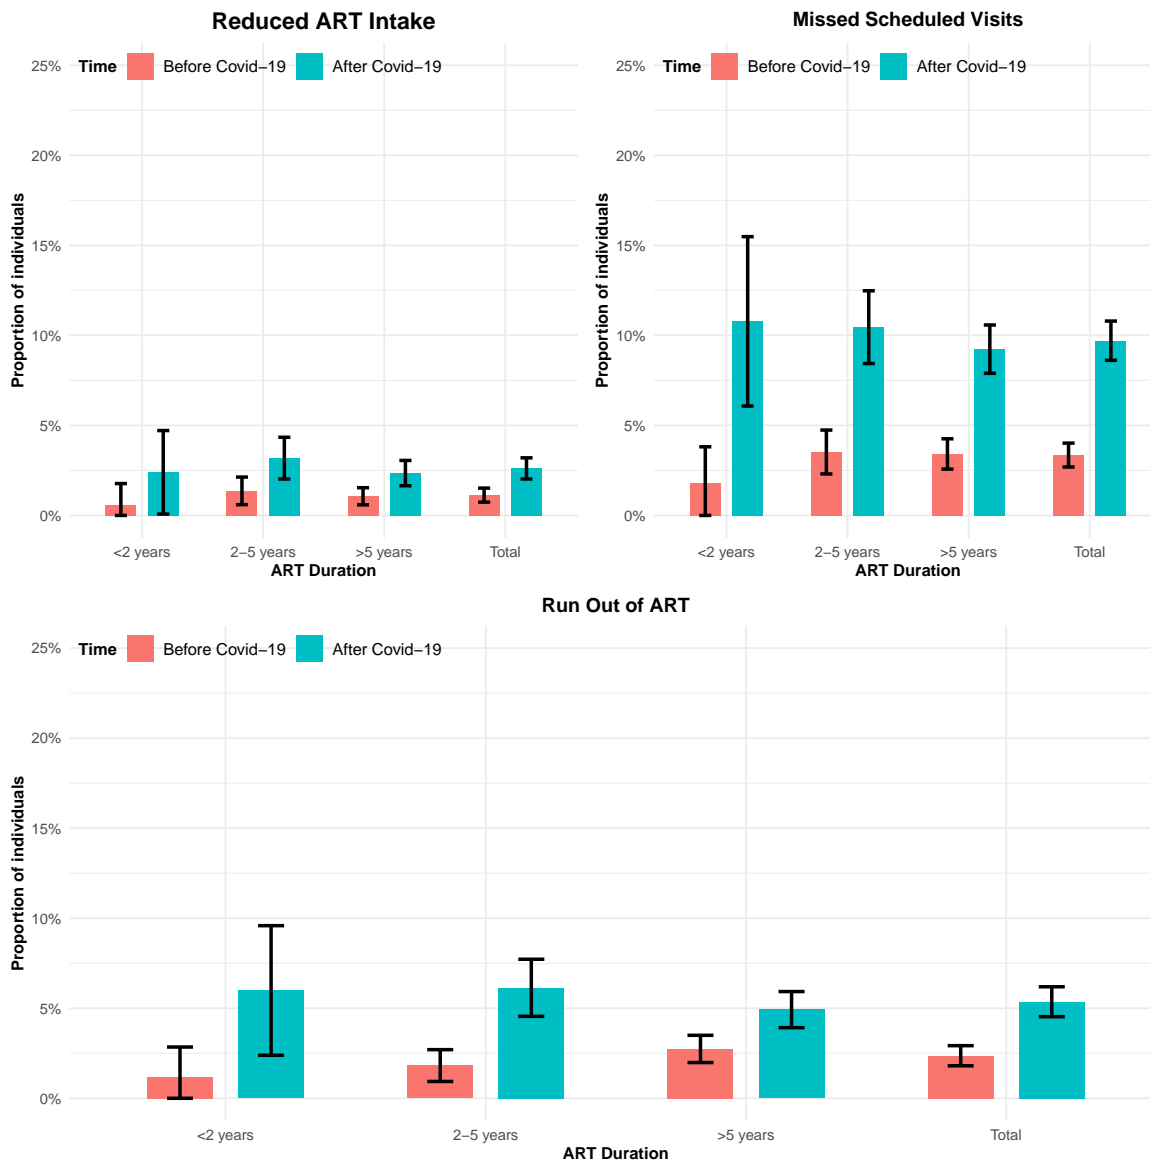 Reduced ART Intake
Time Before Covid−19 After Covid−19
25%
20%
15%
10%
5%
0%
Proportion of individuals
<2 years 2−5 years >5 years Total
ART Duration
Missed Scheduled Visits
Time Before Covid−19 After Covid−19
25%
20%
15%
10%
5%
0%
Proportion of individuals
<2 years 2−5 years >5 years Total
ART Duration
Run Out of ART
Time Before Covid−19 After Covid−19
25%
20%
15%
10%
5%
0%
Proportion of individuals
<2 years 2−5 years >5 years Total
ART Duration